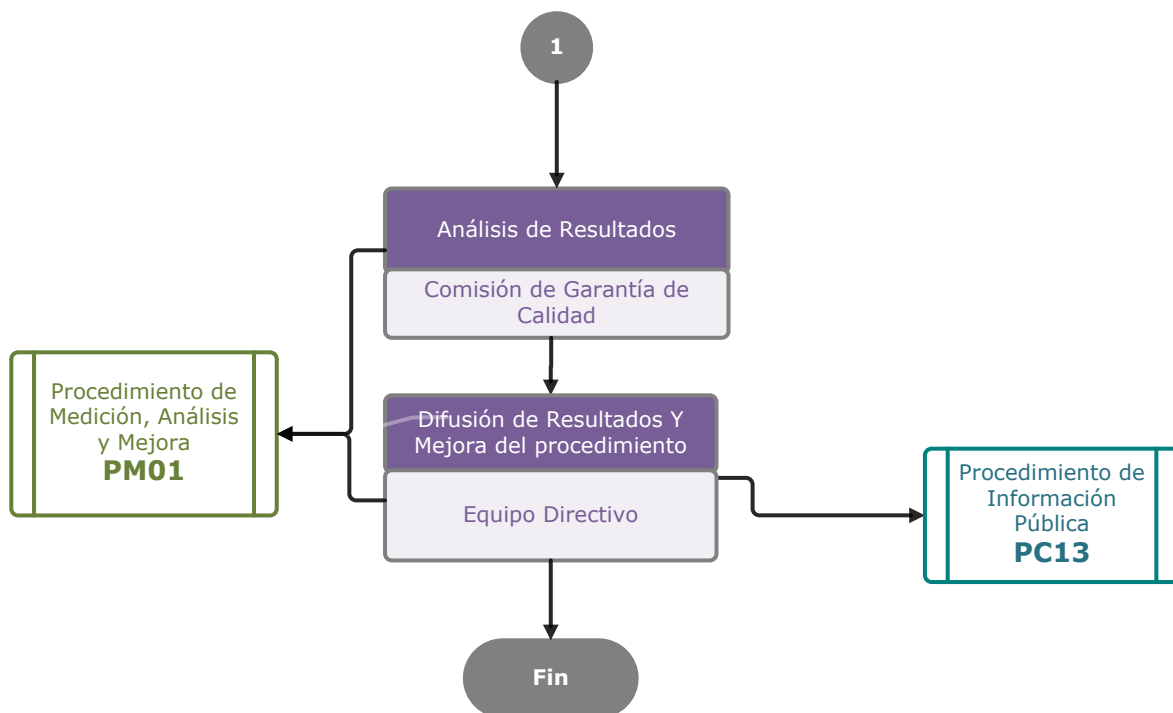 1
Análisis de Resultados
Comisión de Garantía de
Calidad
Procedimiento de
Medición, Análisis
y Mejora
PM01
Difusión de Resultados Y
Mejora del procedimiento
Equipo Directivo
Procedimiento de
Información
Pública
PC13
Fin